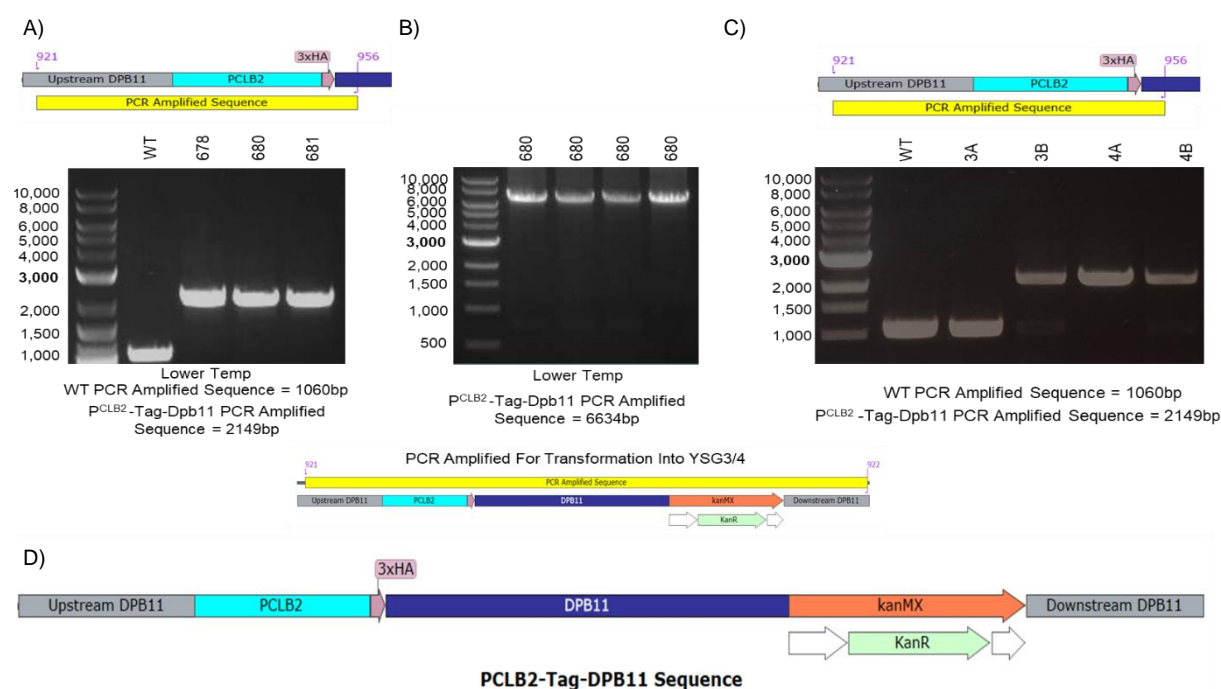 A)
921
3xHA
956
Upstream DPB11 PCLB2
PCR Amplified Sequence
WT 678 680 681
10,000
8,000
6,000
5,000
4,000
3,000
2,000
1,500
1,000
Lower Temp
WT PCR Amplified Sequence = 1060bp
PCLB2-Tag-Dpb11 PCR Amplified
Sequence = 2149bp
B)
680 680 680 680
10,000
8,000
6,000
5,000
4,000
3,000
2,000
1,500
1,000
500
Lower Temp
PCLB2-Tag-Dpb11 PCR Amplified
Sequence = 6634bp
C)
921
3xHA
956
Upstream DPB11 PCLB2
PCR Amplified Sequence
WT 3A 3B 4A 4B
10,000
8,000
6,000
5,000
4,000
3,000
2,000
1,500
1,000
WT PCR Amplified Sequence = 1060bp
PCLB2 -Tag-Dpb11 PCR Amplified Sequence = 2149bp
PCR Amplified For Transformation Into YSG3/4
921 922
PCR Amplified Sequence
Upstream DPB11 PCLB2 DPB11 kanMX Downstream DPB11
KanR
D)
3xHA
Upstream DPB11 PCLB2 DPB11 kanMX Downstream DPB11
KanR
PCLB2-Tag-DPB11 Sequence